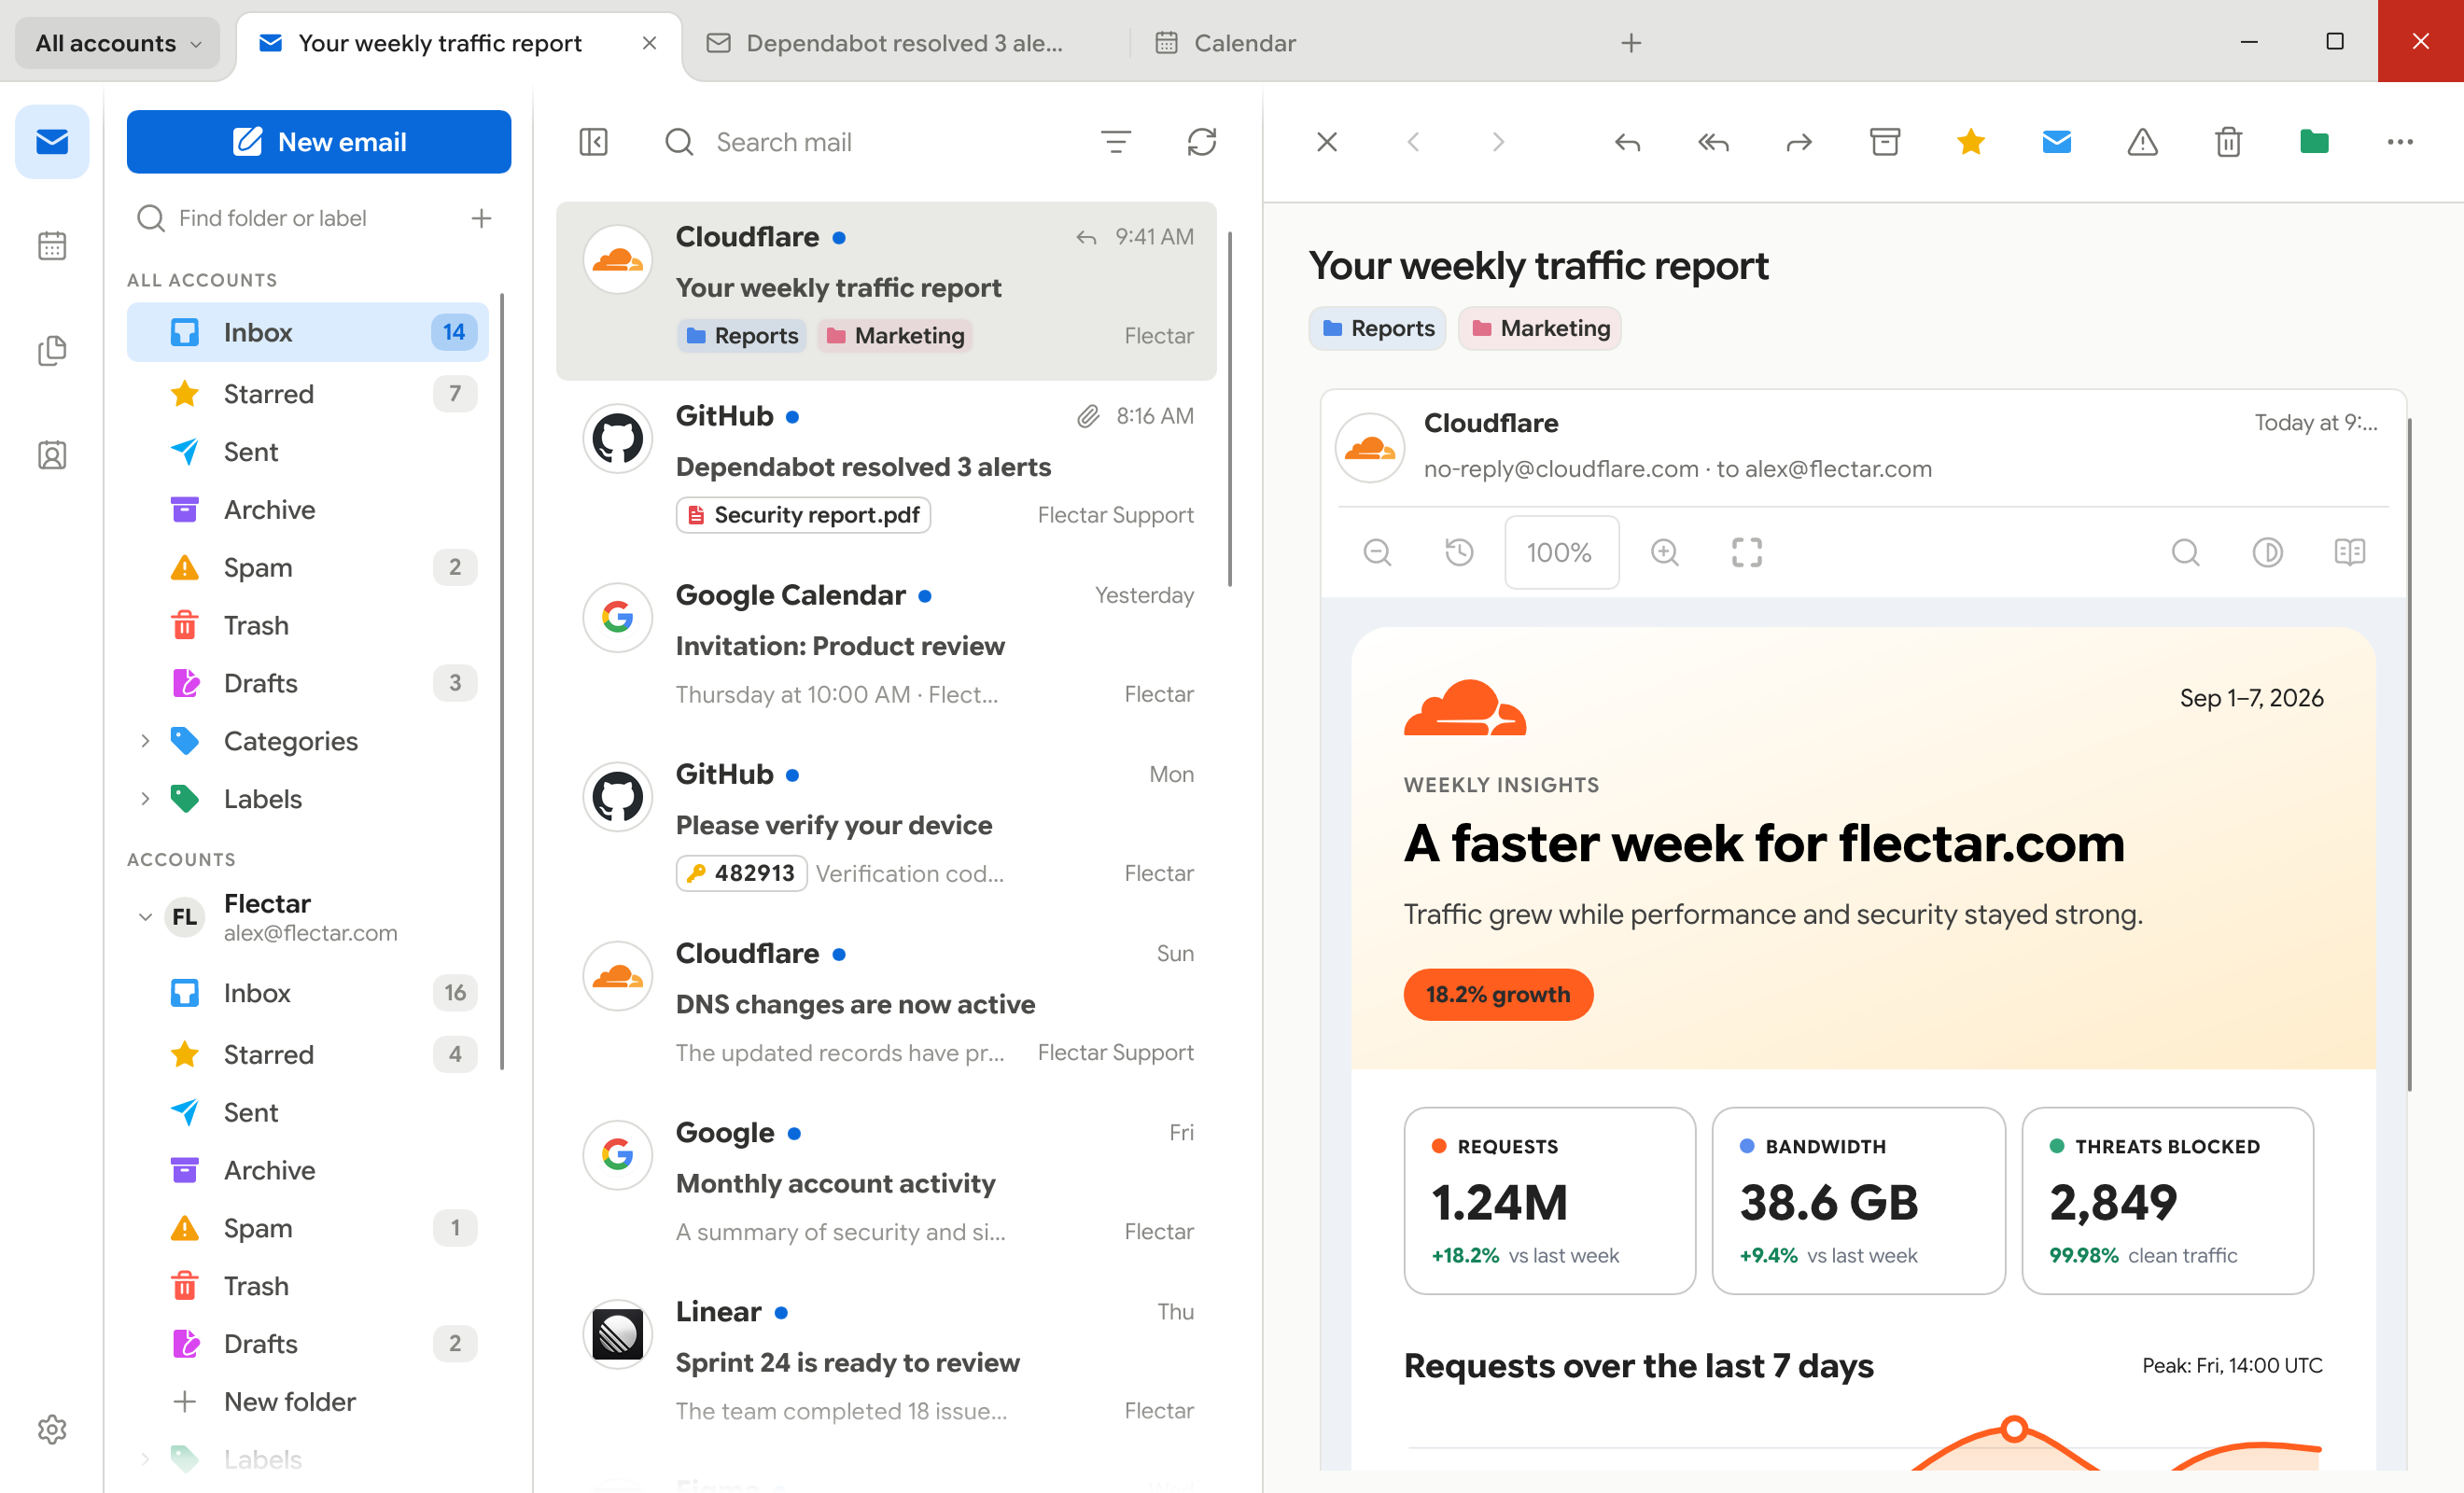 All accounts
Your weekly traffic report
Dependabot resolved 3 ale...
Calendar
New email
Find folder or label
ALL ACCOUNTS
Inbox 14
Starred 7
Sent
Archive
Spam 2
Trash
Drafts 3
Categories
Labels
ACCOUNTS
FL Flectar
alex@flectar.com
Inbox 16
Starred 4
Sent
Archive
Spam 1
Trash
Drafts 2
New folder
Labels
Search mail
Cloudflare 9:41 AM
Your weekly traffic report
Reports Marketing Flectar
GitHub 8:16 AM
Dependabot resolved 3 alerts
Security report.pdf Flectar Support
Google Calendar Yesterday
Invitation: Product review
Thursday at 10:00 AM · Flect... Flectar
GitHub Mon
Please verify your device
482913 Verification cod... Flectar
Cloudflare Sun
DNS changes are now active
The updated records have pr... Flectar Support
Google Fri
Monthly account activity
A summary of security and si... Flectar
Linear Thu
Sprint 24 is ready to review
The team completed 18 issue... Flectar
Your weekly traffic report
Reports Marketing
Cloudflare Today at 9:...
no-reply@cloudflare.com · to alex@flectar.com
100%
Sep 1–7, 2026
WEEKLY INSIGHTS
A faster week for flectar.com
Traffic grew while performance and security stayed strong.
18.2% growth
REQUESTS
1.24M
+18.2% vs last week
BANDWIDTH
38.6 GB
+9.4% vs last week
THREATS BLOCKED
2,849
99.98% clean traffic
Requests over the last 7 days
Peak: Fri, 14:00 UTC